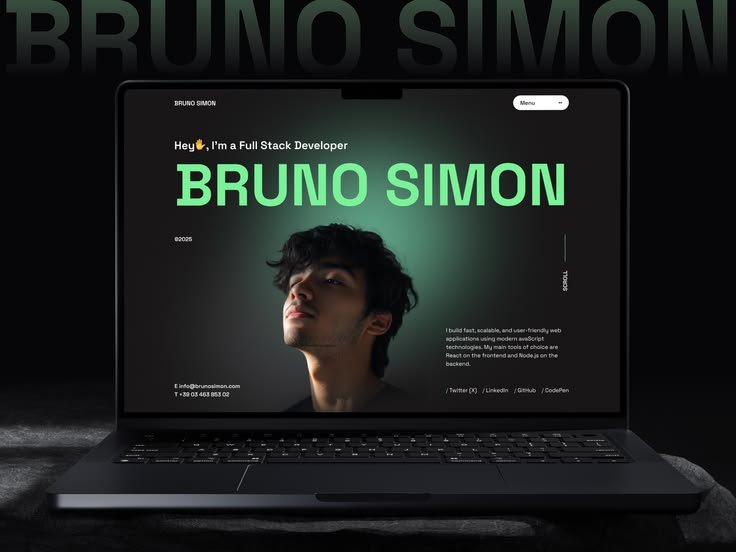 BRUNO SIMON
BRUNO SIMON
Menu
Hey✋, I'm a Full Stack Developer
BRUNO SIMON
©2025
SCROLL
I build fast, scalable, and user-friendly web
applications using modern avaScript
technologies. My main tools of choice are
React on the frontend and Node.js on the
backend.
E info@brunosimon.com
T +39 03 463 853 02
/ Twitter (X) / LinkedIn / GitHub / CodePen